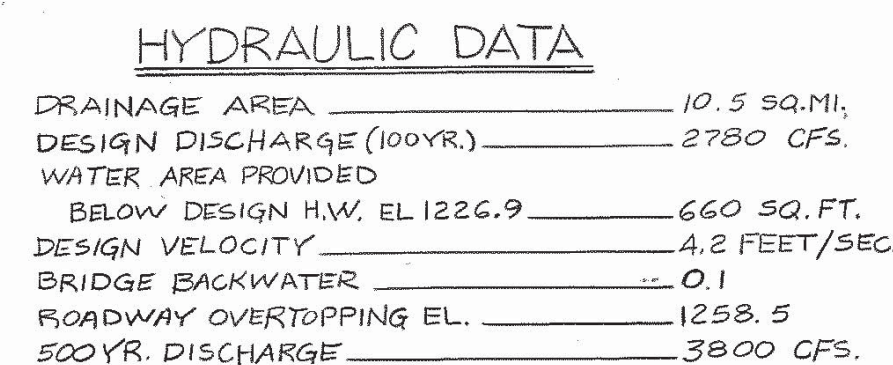 HYDRAULIC DATA
DRAINAGE AREA 10.5 SQ.MI.
DESIGN DISCHARGE (100YR.) 2780 CFS.
WATER AREA PROVIDED
BELOW DESIGN H.W. EL 1226.9 660 SQ. FT.
DESIGN VELOCITY 4.2 FEET/SEC.
BRIDGE BACKWATER 0.1
ROADWAY OVERTOPPING EL. 1258.5
500 YR. DISCHARGE 3800 CFS.